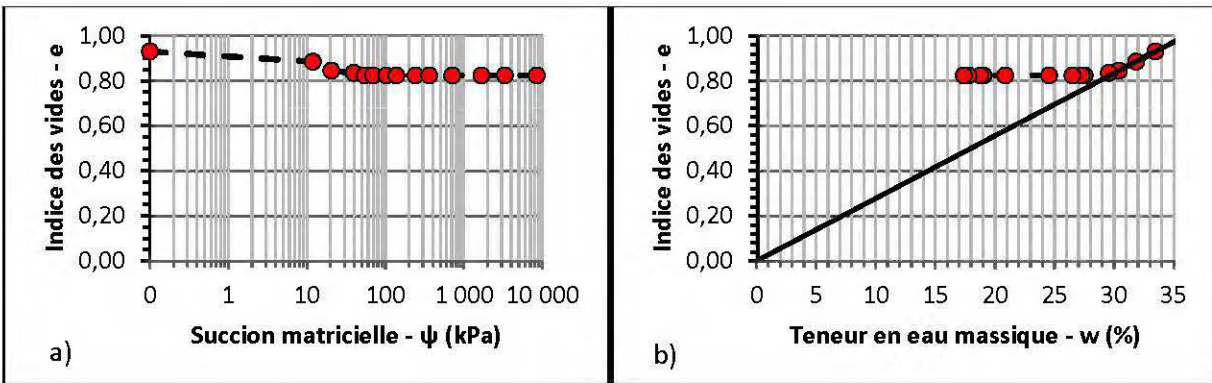 Indice des vides - e
1,00
0,80
0,60
0,40
0,20
0,00
0 1 10 100 1 000 10 000
Succion matricielle - ψ (kPa)
a)
Indice des vides - e
1,00
0,80
0,60
0,40
0,20
0,00
0 5 10 15 20 25 30 35
Teneur en eau massique - w (%)
b)